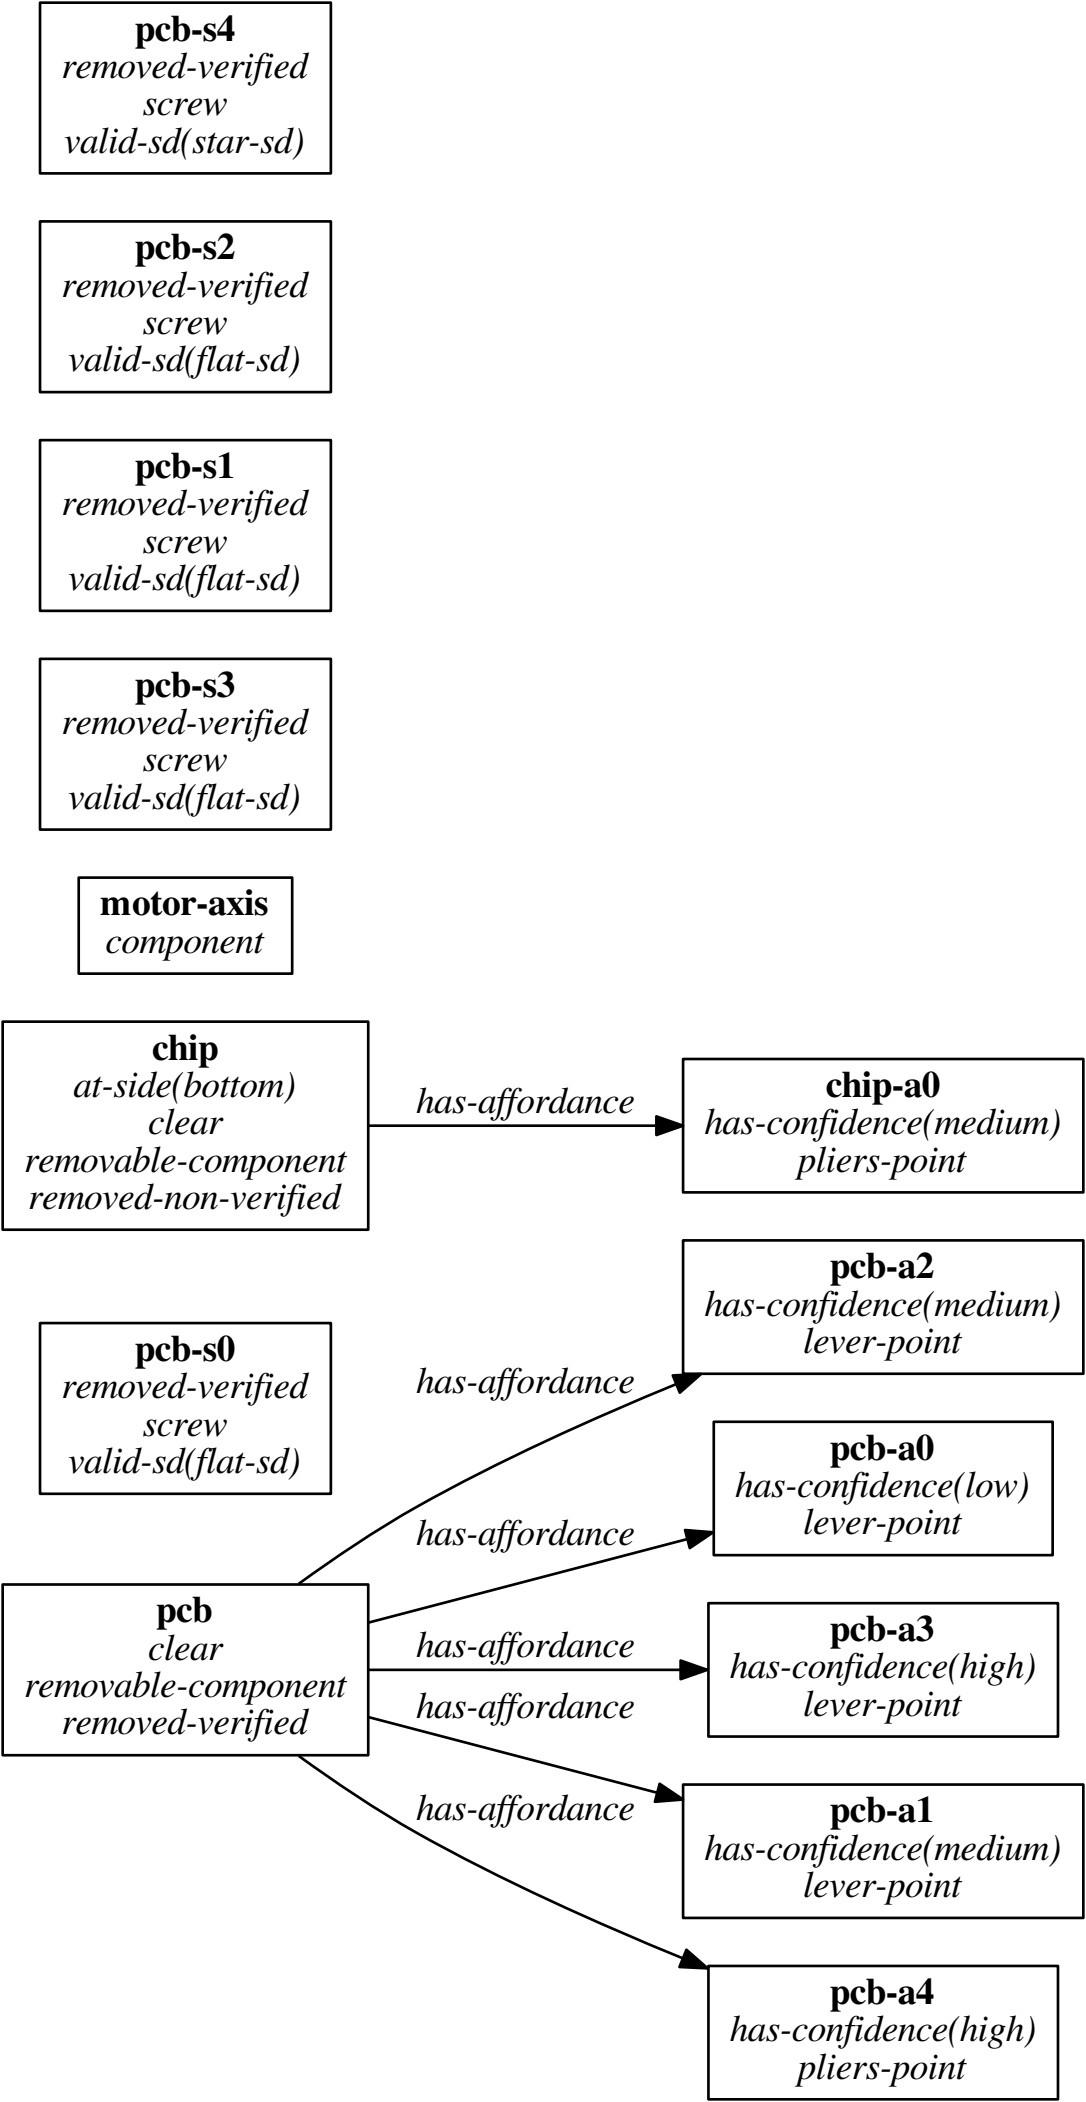 pcb-s4
removed-verified
screw
valid-sd(star-sd)
pcb-s2
removed-verified
screw
valid-sd(flat-sd)
pcb-s1
removed-verified
screw
valid-sd(flat-sd)
pcb-s3
removed-verified
screw
valid-sd(flat-sd)
motor-axis
component
chip
at-side(bottom)
clear
removable-component
removed-non-verified
has-affordance
chip-a0
has-confidence(medium)
pliers-point
pcb-s0
removed-verified
screw
valid-sd(flat-sd)
pcb
clear
removable-component
removed-verified
has-affordance
pcb-a2
has-confidence(medium)
lever-point
has-affordance
pcb-a0
has-confidence(low)
lever-point
has-affordance
pcb-a3
has-confidence(high)
lever-point
has-affordance
pcb-a1
has-confidence(medium)
lever-point
has-affordance
pcb-a4
has-confidence(high)
pliers-point